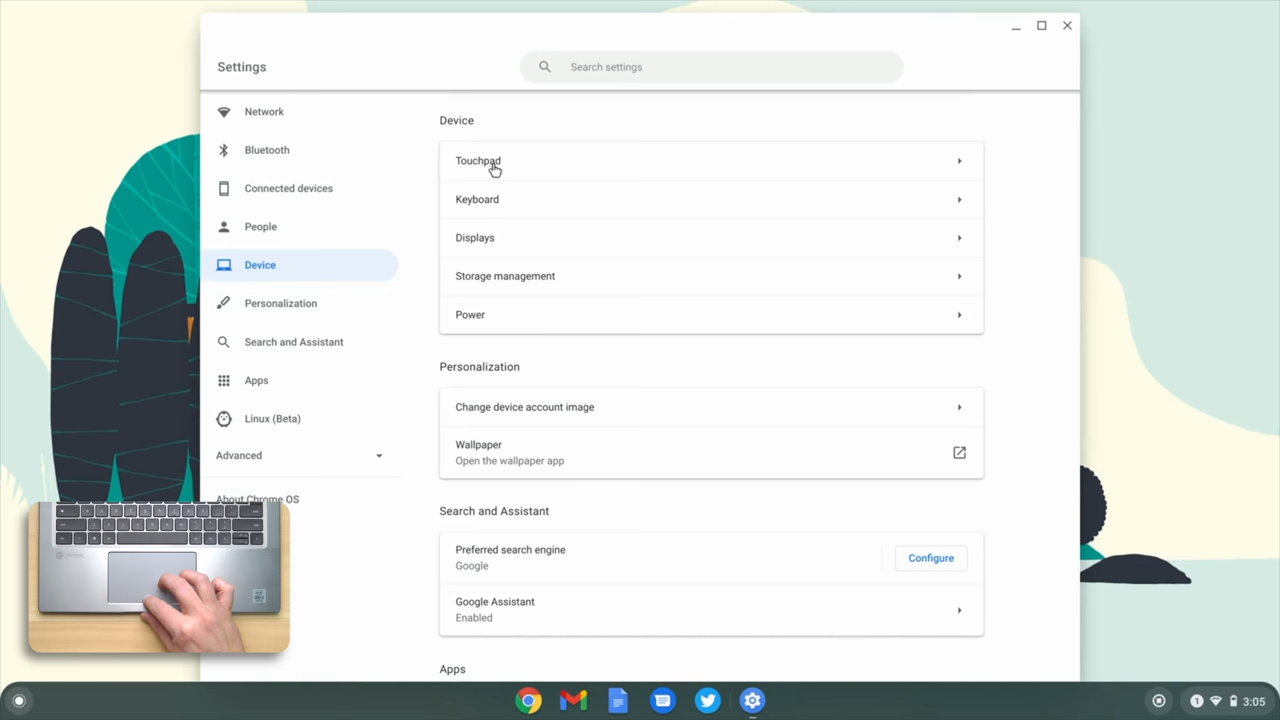 Settings
Search settings
Network
Bluetooth
Connected devices
People
Device
Personalization
Search and Assistant
Apps
Linux (Beta)
Advanced
About Chrome OS
Device
Touchpad
Keyboard
Displays
Storage management
Power
Personalization
Change device account image
Wallpaper
Open the wallpaper app
Search and Assistant
Preferred search engine
Google
Configure
Google Assistant
Enabled
Apps
1
3:05